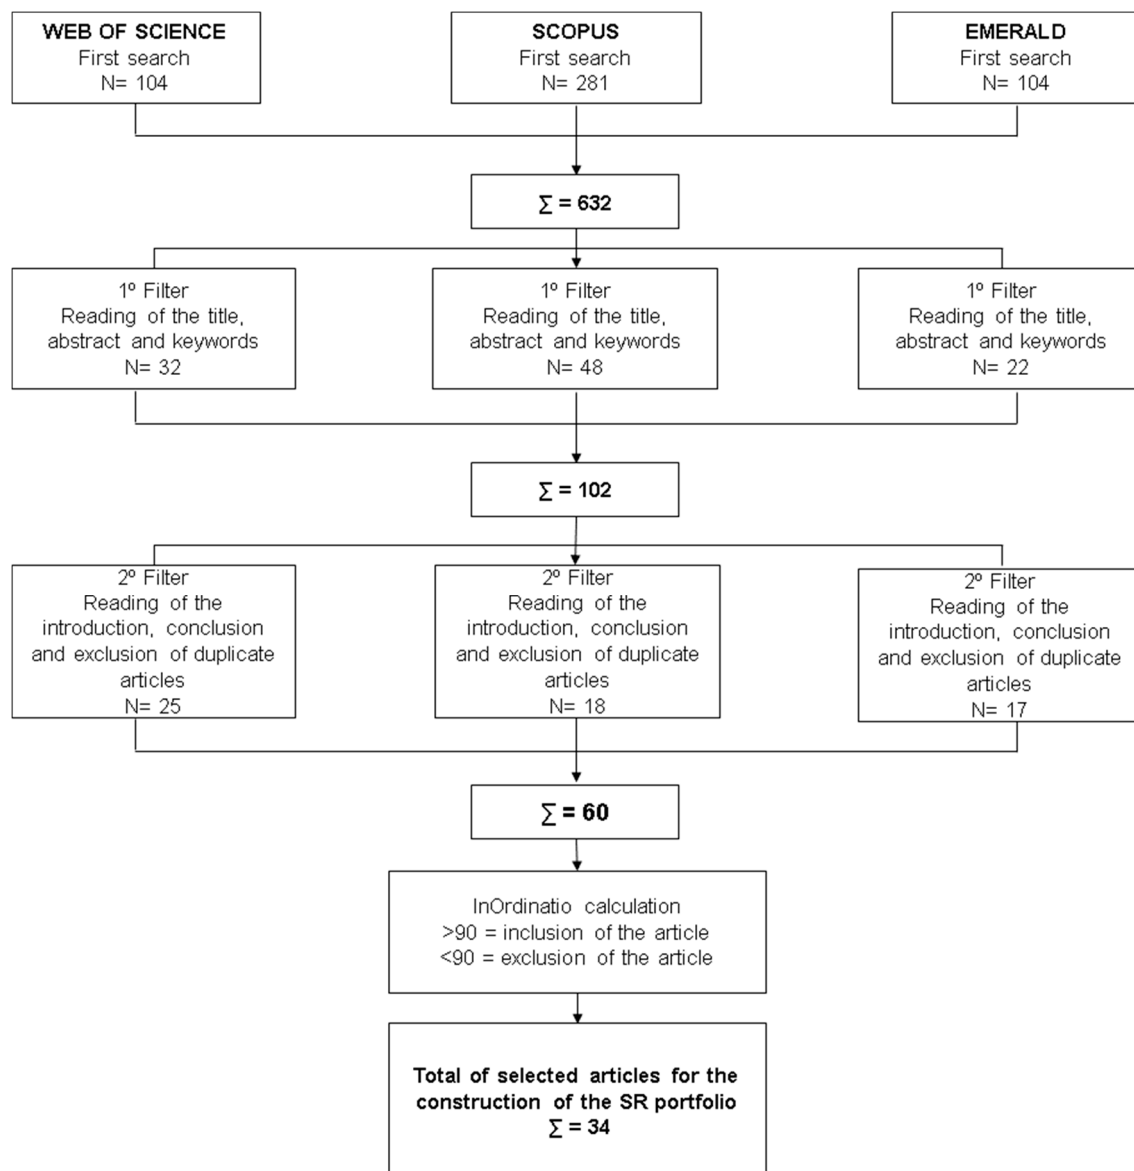 WEB OF SCIENCE
First search
N= 104
SCOPUS
First search
N= 281
EMERALD
First search
N= 104
∑ = 632
1º Filter
Reading of the title,
abstract and keywords
N= 32
1º Filter
Reading of the title,
abstract and keywords
N= 48
1º Filter
Reading of the title,
abstract and keywords
N= 22
∑ = 102
2º Filter
Reading of the
introduction, conclusion
and exclusion of duplicate
articles
N= 25
2º Filter
Reading of the
introduction, conclusion
and exclusion of duplicate
articles
N= 18
2º Filter
Reading of the
introduction, conclusion
and exclusion of duplicate
articles
N= 17
∑ = 60
InOrdinatio calculation
>90 = inclusion of the article
<90 = exclusion of the article
Total of selected articles for the
construction of the SR portfolio
∑ = 34